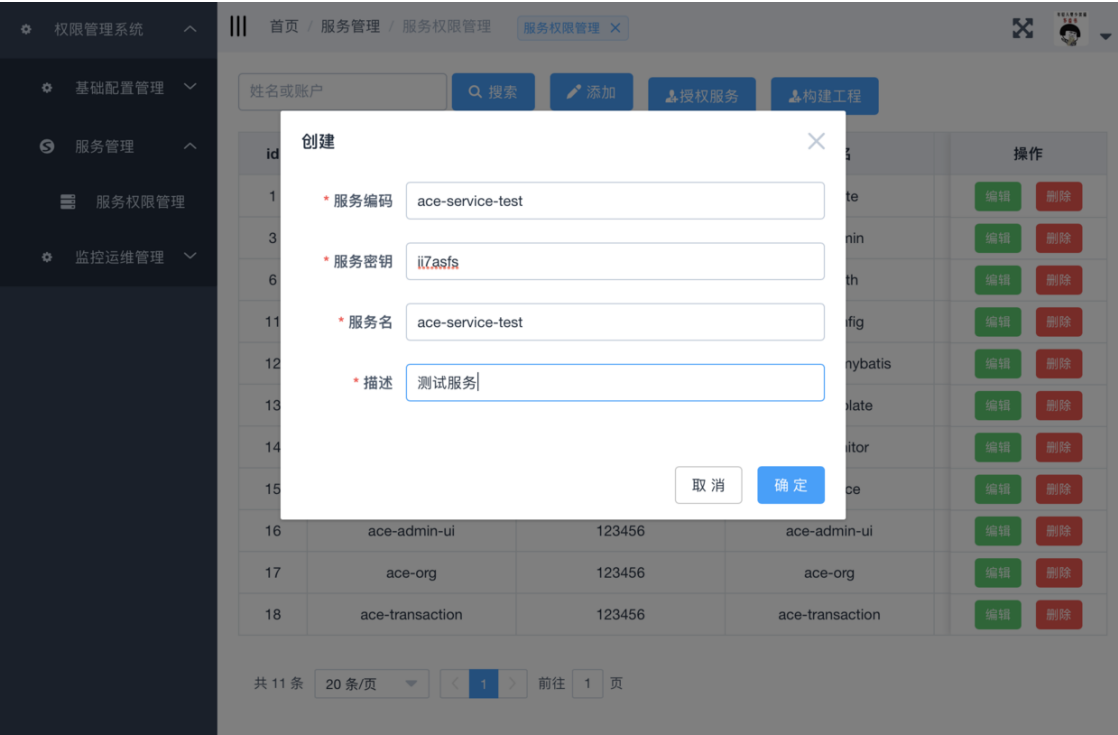 权限管理系统
首页 / 服务管理 / 服务权限管理 服务权限管理
基础配置管理
服务管理
服务权限管理
监控运维管理
姓名或账户 搜索 添加 授权服务 构建工程
id 操作
创建
* 服务编码 ace-service-test
* 服务密钥 ii7asfs
* 服务名 ace-service-test
* 描述 测试服务
取 消 确 定
1 te 编辑 删除
3 min 编辑 删除
6 th 编辑 删除
11 fig 编辑 删除
12 mybatis 编辑 删除
13 late 编辑 删除
14 itor 编辑 删除
15 ce 编辑 删除
16 ace-admin-ui 123456 ace-admin-ui 编辑 删除
17 ace-org 123456 ace-org 编辑 删除
18 ace-transaction 123456 ace-transaction 编辑 删除
共 11 条 20 条/页 1 前往 1 页